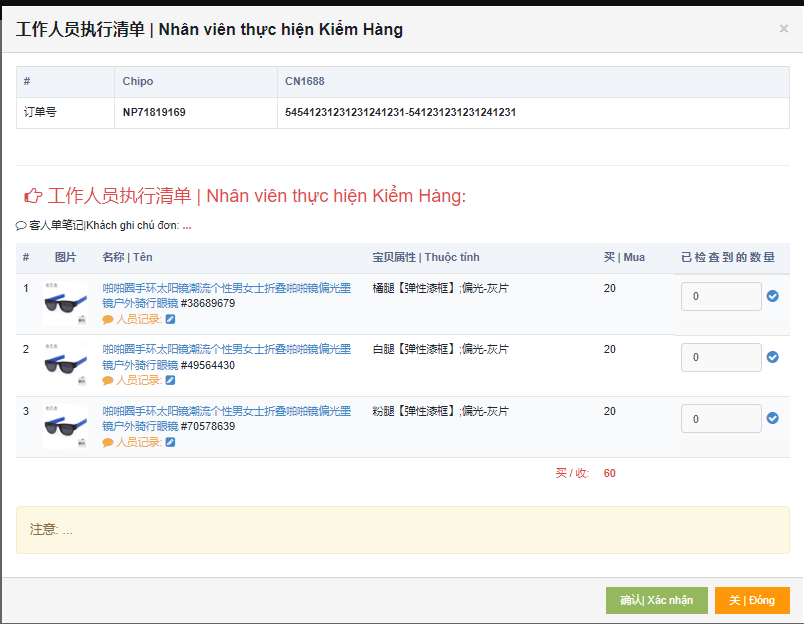 工作人员执行清单 | Nhân viên thực hiện Kiểm Hàng
×
# Chipo CN1688
订单号 NP71819169 54541231231231241231-541231231231241231
工作人员执行清单 | Nhân viên thực hiện Kiểm Hàng:
客人单笔记|Khách ghi chú đơn: ...
# 图片 名称 | Tên 宝贝属性 | Thuộc tính 买 | Mua 已检查到的数量
1 啪啪圈手环太阳镜潮流个性男女士折叠啪啪镜偏光墨 桶腿【弹性漆框】;偏光-灰片 20 0
镜户外骑行眼镜 #38689679
人员记录:
2 啪啪圈手环太阳镜潮流个性男女士折叠啪啪镜偏光墨 白腿【弹性漆框】;偏光-灰片 20 0
镜户外骑行眼镜 #49564430
人员记录:
3 啪啪圈手环太阳镜潮流个性男女士折叠啪啪镜偏光墨 粉腿【弹性漆框】;偏光-灰片 20 0
镜户外骑行眼镜 #70578639
人员记录:
买 / 收: 60
注意: ...
确认| Xác nhận 关 | Đóng